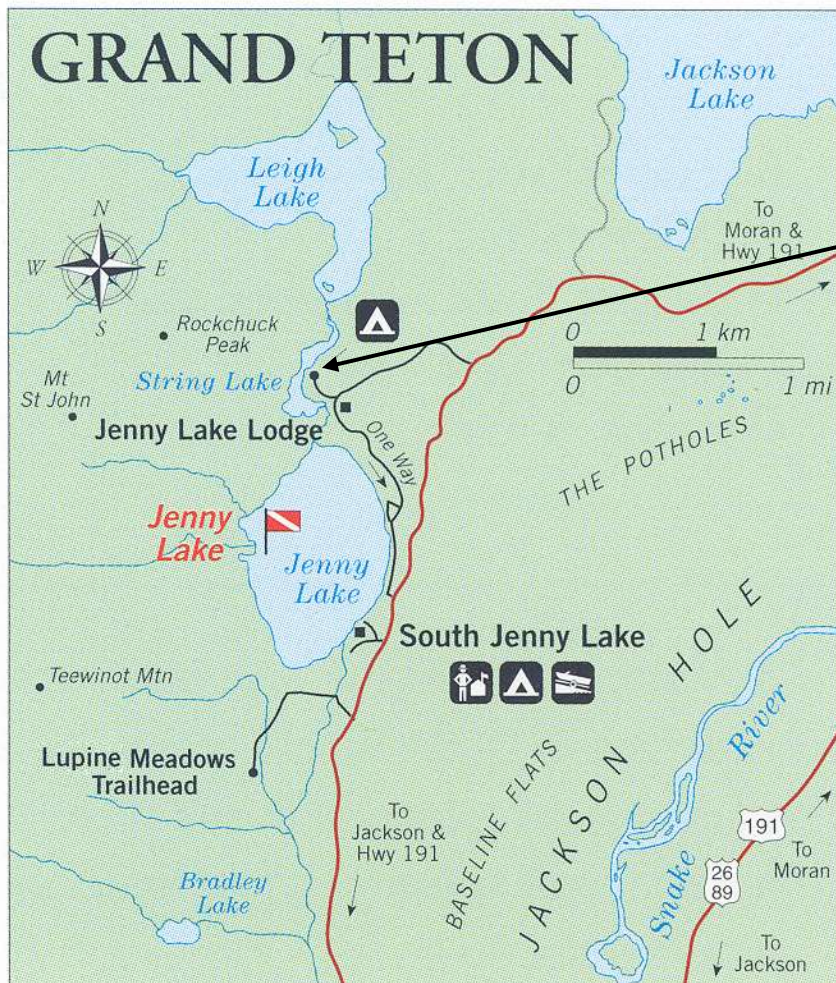 GRAND TETON
Jackson
Lake
Leigh
Lake
To
Moran &
Hwy 191
N
W
E
S
Rockchuck
Peak
0
1 km
0
1 mi
String Lake
Mt
St John
Jenny Lake Lodge
One Way
THE POTHOLES
Jenny
Lake
Jenny
Lake
South Jenny Lake
HOLE
Teewinot Mtn
Lupine Meadows
Trailhead
River
To
Jackson &
Hwy 191
BASELINE FLATS
JACKSON
191
To
Moran
26
89
Snake
Bradley
Lake
To
Jackson